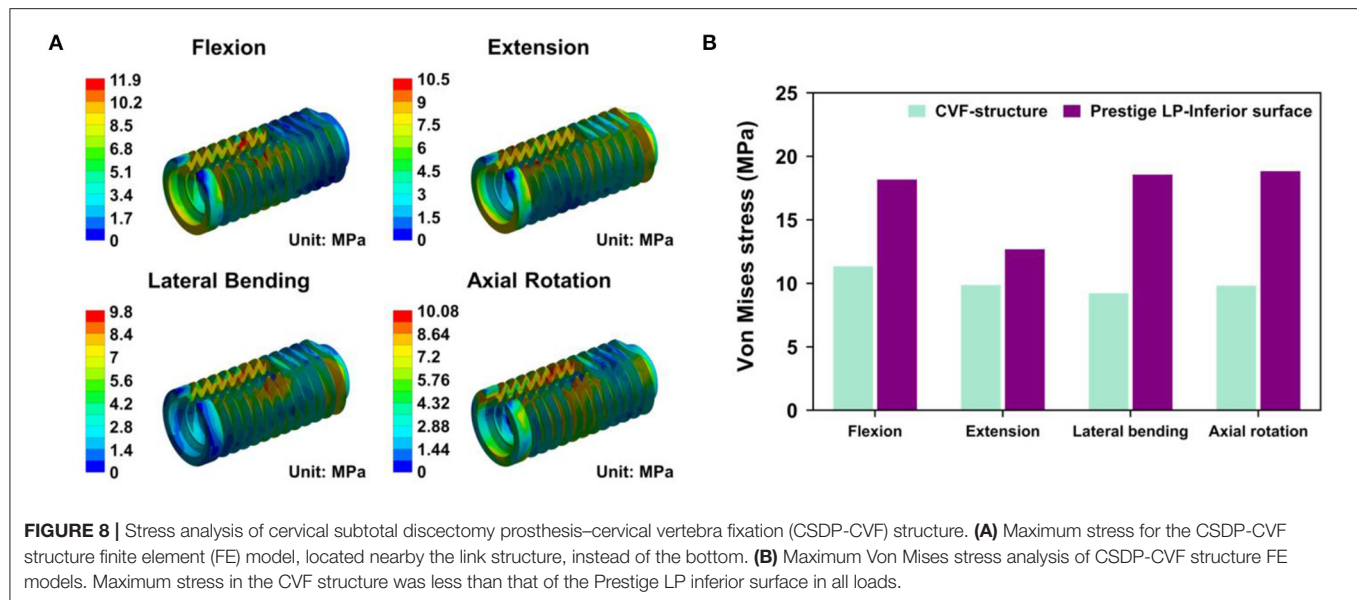 A
Flexion
11.9
10.2
8.5
6.8
5.1
3.4
1.7
0
Unit: MPa
Extension
10.5
9
7.5
6
4.5
3
1.5
0
Unit: MPa
Lateral Bending
9.8
8.4
7
5.6
4.2
2.8
1.4
0
Unit: MPa
Axial Rotation
10.08
8.64
7.2
5.76
4.32
2.88
1.44
0
Unit: MPa
B
Von Mises stress (MPa)
25
20
15
10
5
0
CVF-structure
Prestige LP-Inferior surface
Flexion
Extension
Lateral bending
Axial rotation
FIGURE 8 | Stress analysis of cervical subtotal discectomy prosthesis–cervical vertebra fixation (CSDP-CVF) structure. (A) Maximum stress for the CSDP-CVF
structure finite element (FE) model, located nearby the link structure, instead of the bottom. (B) Maximum Von Mises stress analysis of CSDP-CVF structure FE
models. Maximum stress in the CVF structure was less than that of the Prestige LP inferior surface in all loads.